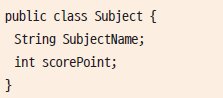 public class Subject {
  String SubjectName;
  int scorePoint;
}